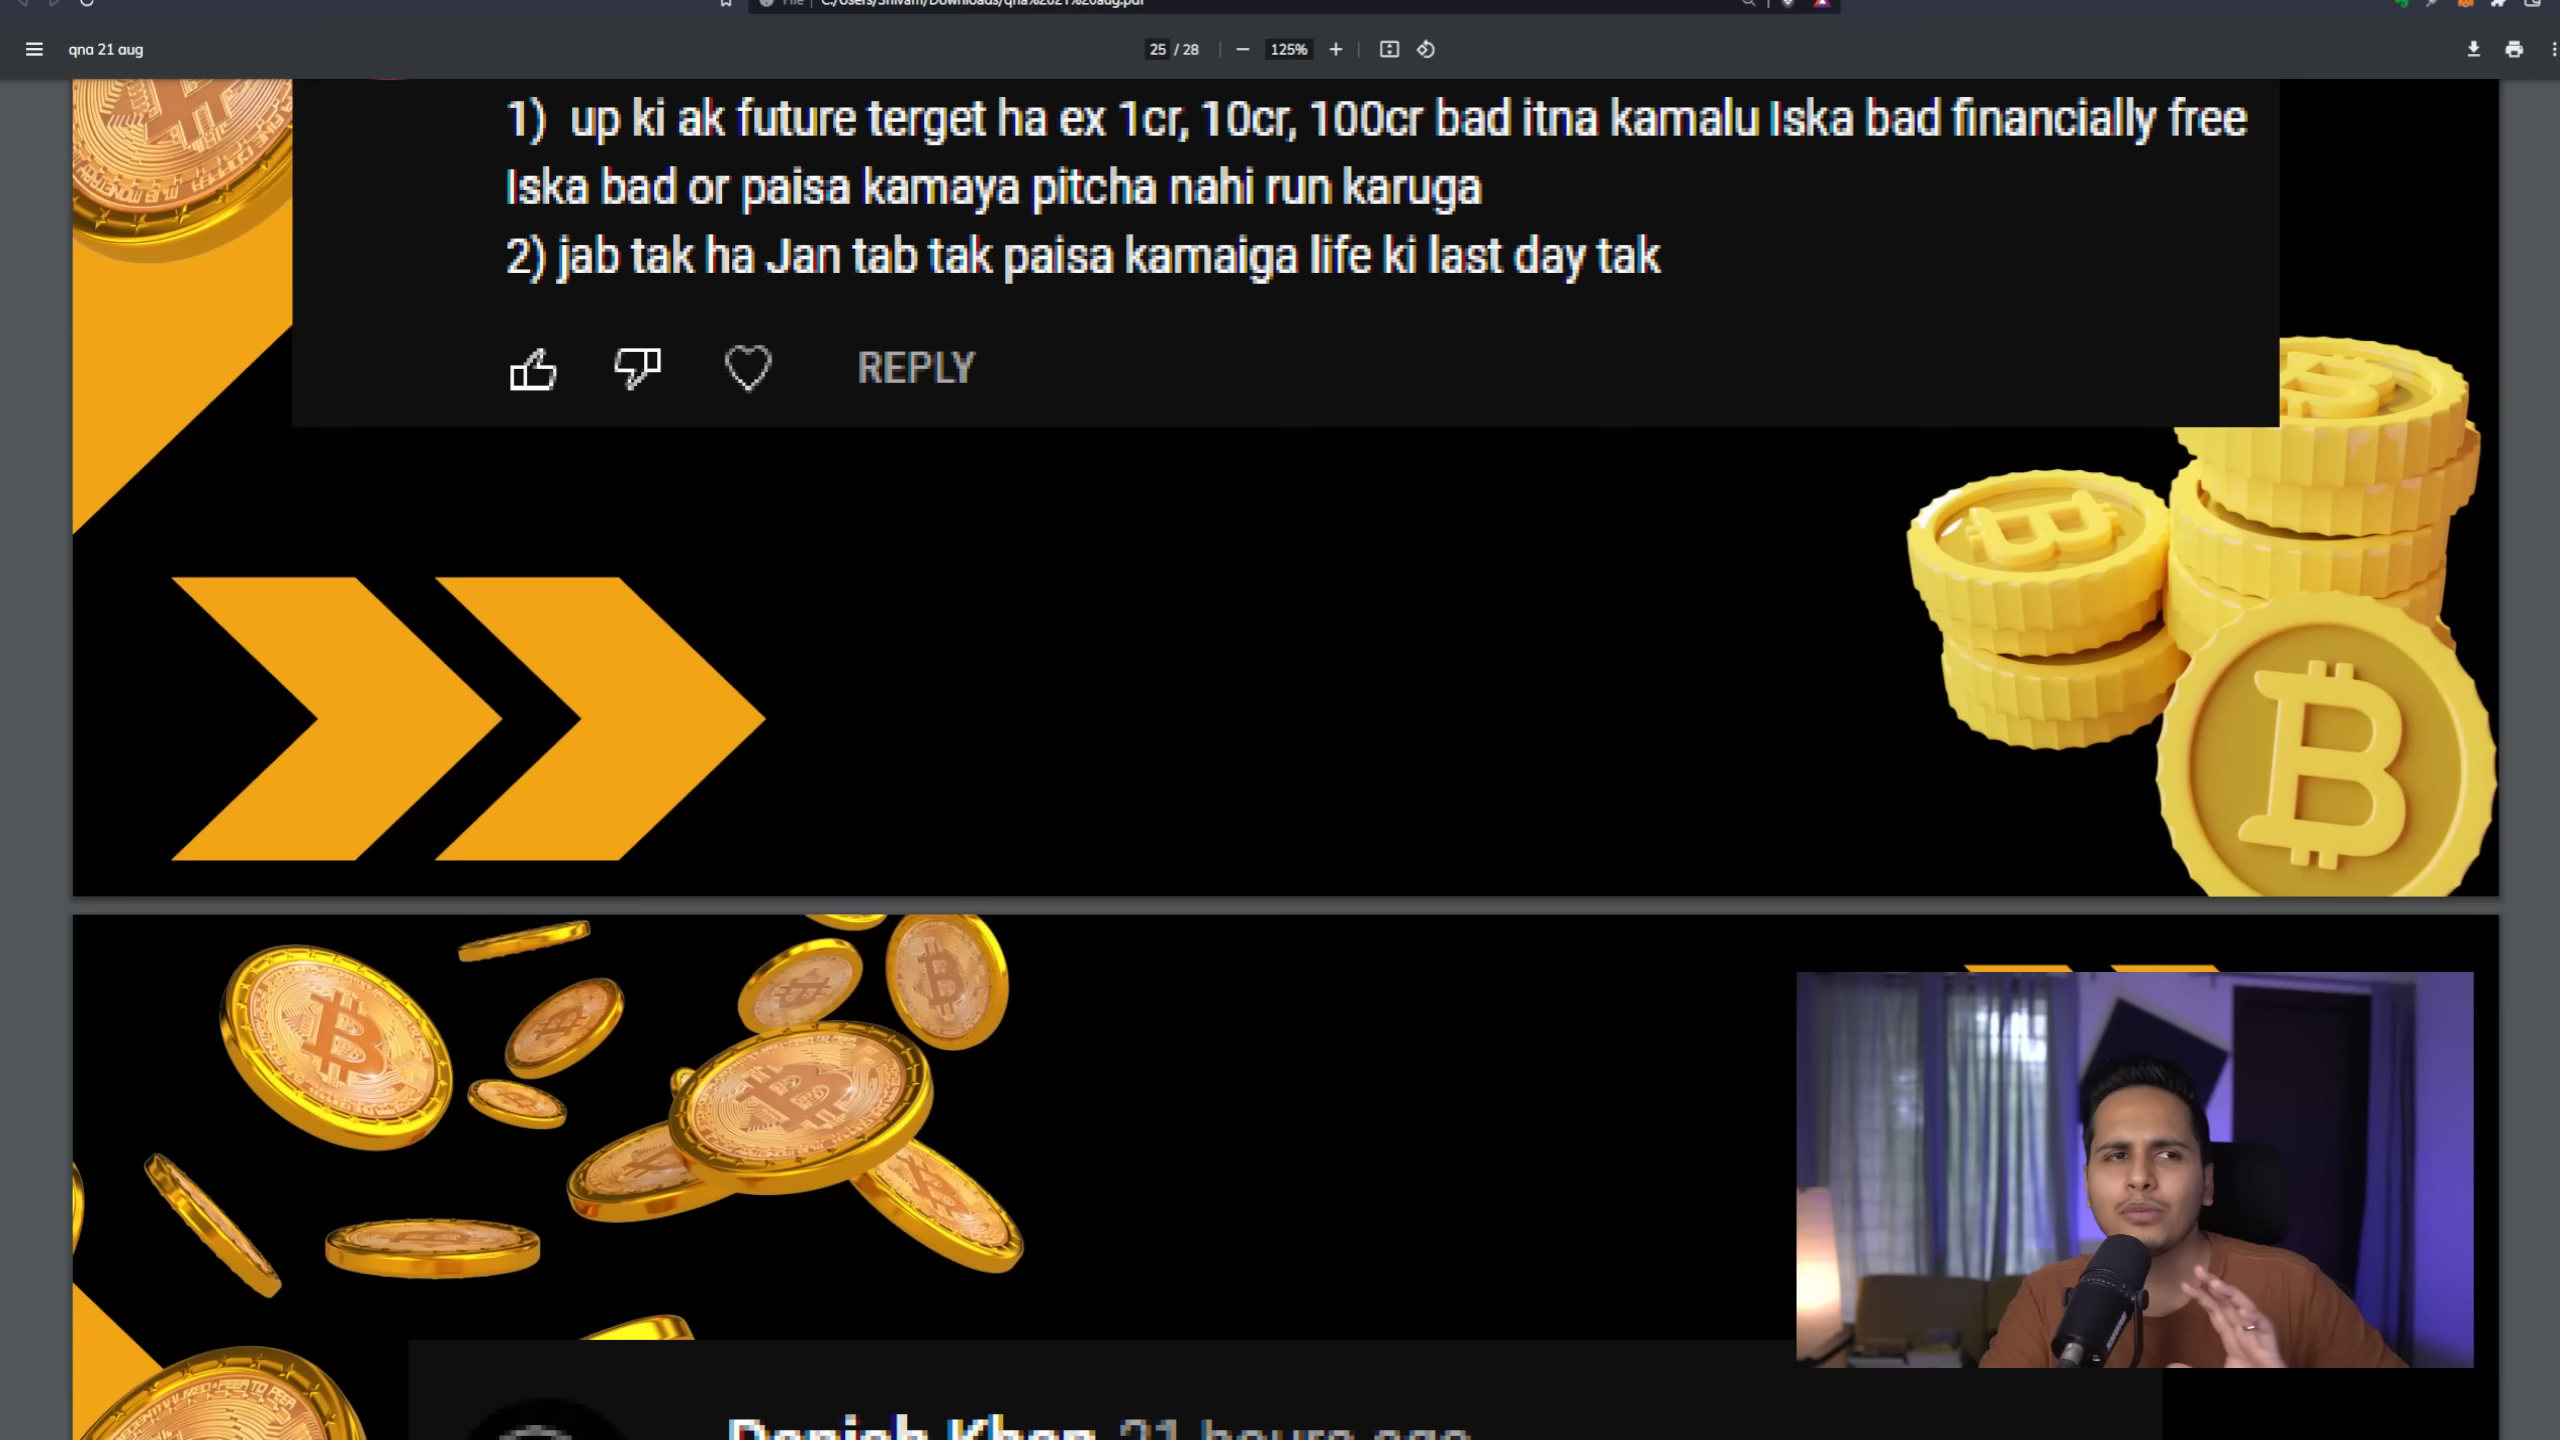 qna 21 aug
25 / 28
125%
1) up ki ak future terget ha ex 1cr, 10cr, 100cr bad itna kamalu Iska bad financially free
Iska bad or paisa kamaya pitcha nahi run karuga
2) jab tak ha Jan tab tak paisa kamaiga life ki last day tak
REPLY